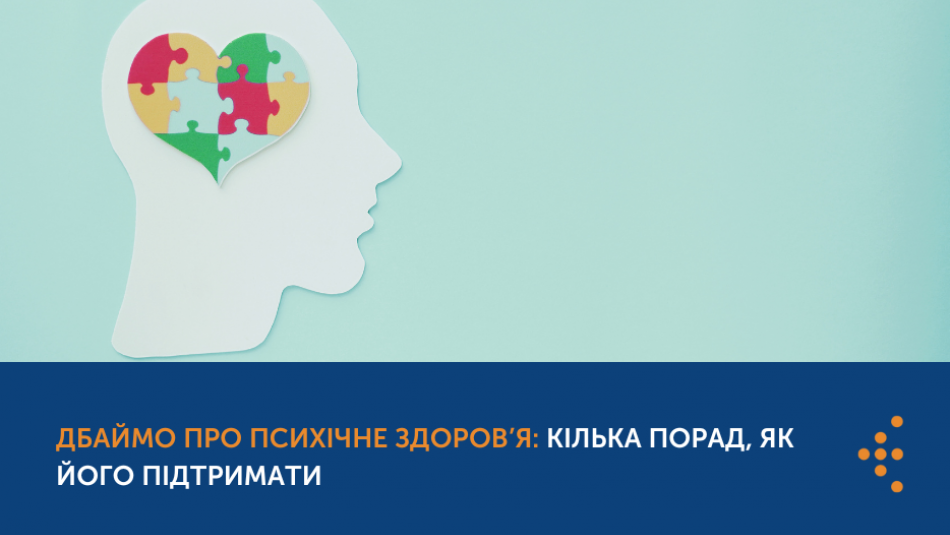 ДБАЙМО ПРО ПСИХІЧНЕ ЗДОРОВ’Я: КІЛЬКА ПОРАД, ЯК
ЙОГО ПІДТРИМАТИ